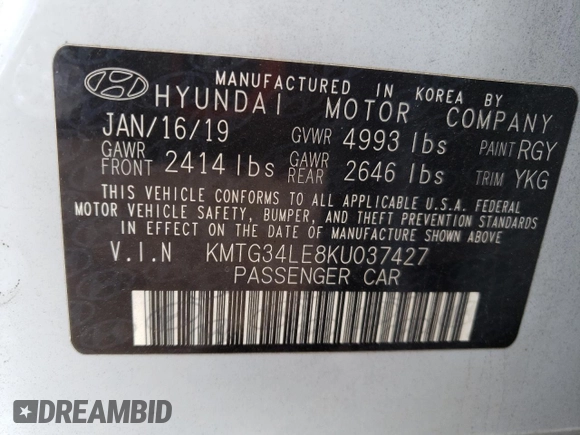 MANUFACTURED IN KOREA BY
HYUNDAI MOTOR COMPANY
JAN/16/19 GVWR 4993 lbs PAINT RGY
GAWR FRONT 2414 lbs GAWR REAR 2646 lbs TRIM YKG
THIS VEHICLE CONFORMS TO ALL APPLICABLE U.S.A. FEDERAL
MOTOR VEHICLE SAFETY, BUMPER, AND THEFT PREVENTION STANDARDS
IN EFFECT ON THE DATE OF MANUFACTURE SHOWN ABOVE
V.I.N KMTG34LE8KU037427
PASSENGER CAR
DREAMBID